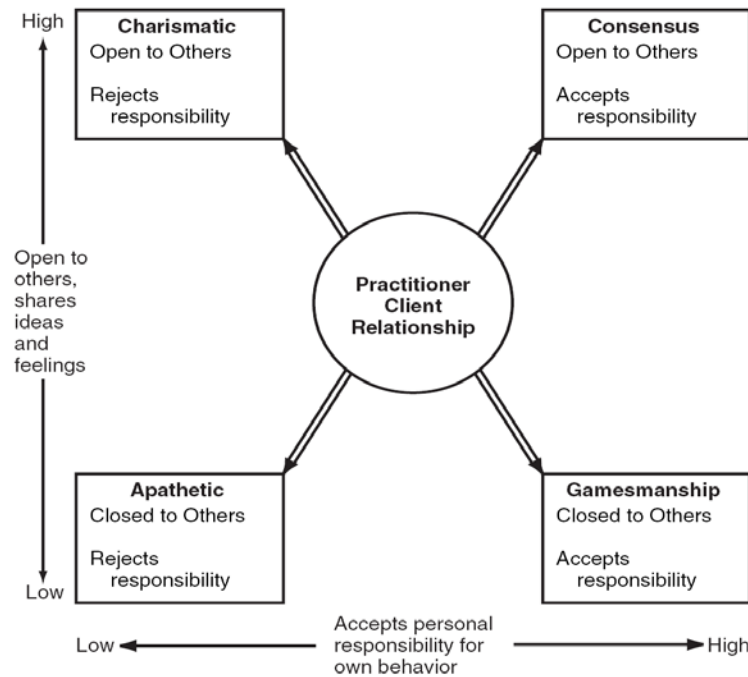 High
Charismatic
Open to Others
Rejects
responsibility
Consensus
Open to Others
Accepts
responsibility
Open to
others,
shares
ideas
and
feelings
Practitioner
Client
Relationship
Apathetic
Closed to Others
Rejects
responsibility
Gamesmanship
Closed to Others
Accepts
responsibility
Low
Low
Accepts personal
responsibility for
own behavior
High